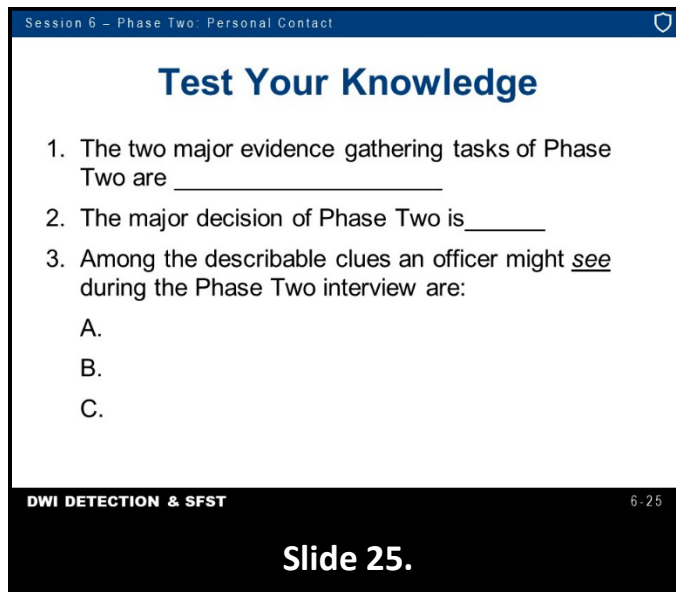 Session 6 – Phase Two: Personal Contact
Test Your Knowledge
1. The two major evidence gathering tasks of Phase
Two are ____________________
2. The major decision of Phase Two is______
3. Among the describable clues an officer might see
during the Phase Two interview are:
A.
B.
C.
DWI DETECTION & SFST
6-25
Slide 25.